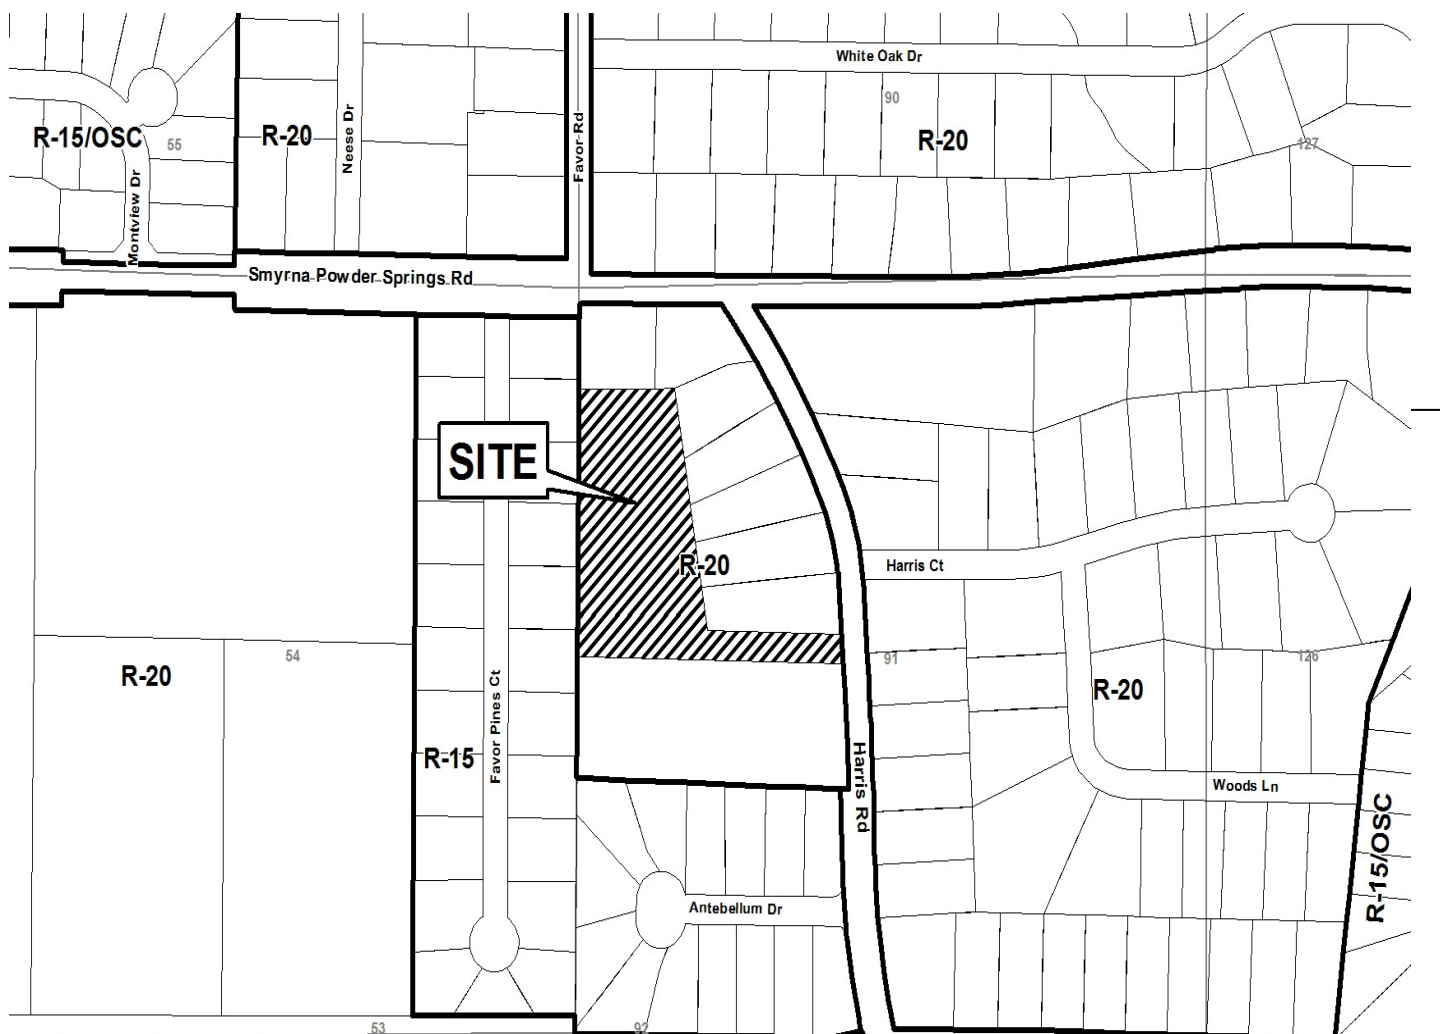 White Oak Dr
90
R-15/OSC
55
R-20
Neese Dr
Favor Rd
R-20
127
Montview Dr
Smyrna Powder Springs Rd
SITE
R-20
Harris Ct
54
R-20
91
126
R-20
Favor Pines Ct
R-15
Harris Rd
Woods Ln
R-15/OSC
Antebellum Dr
53
92